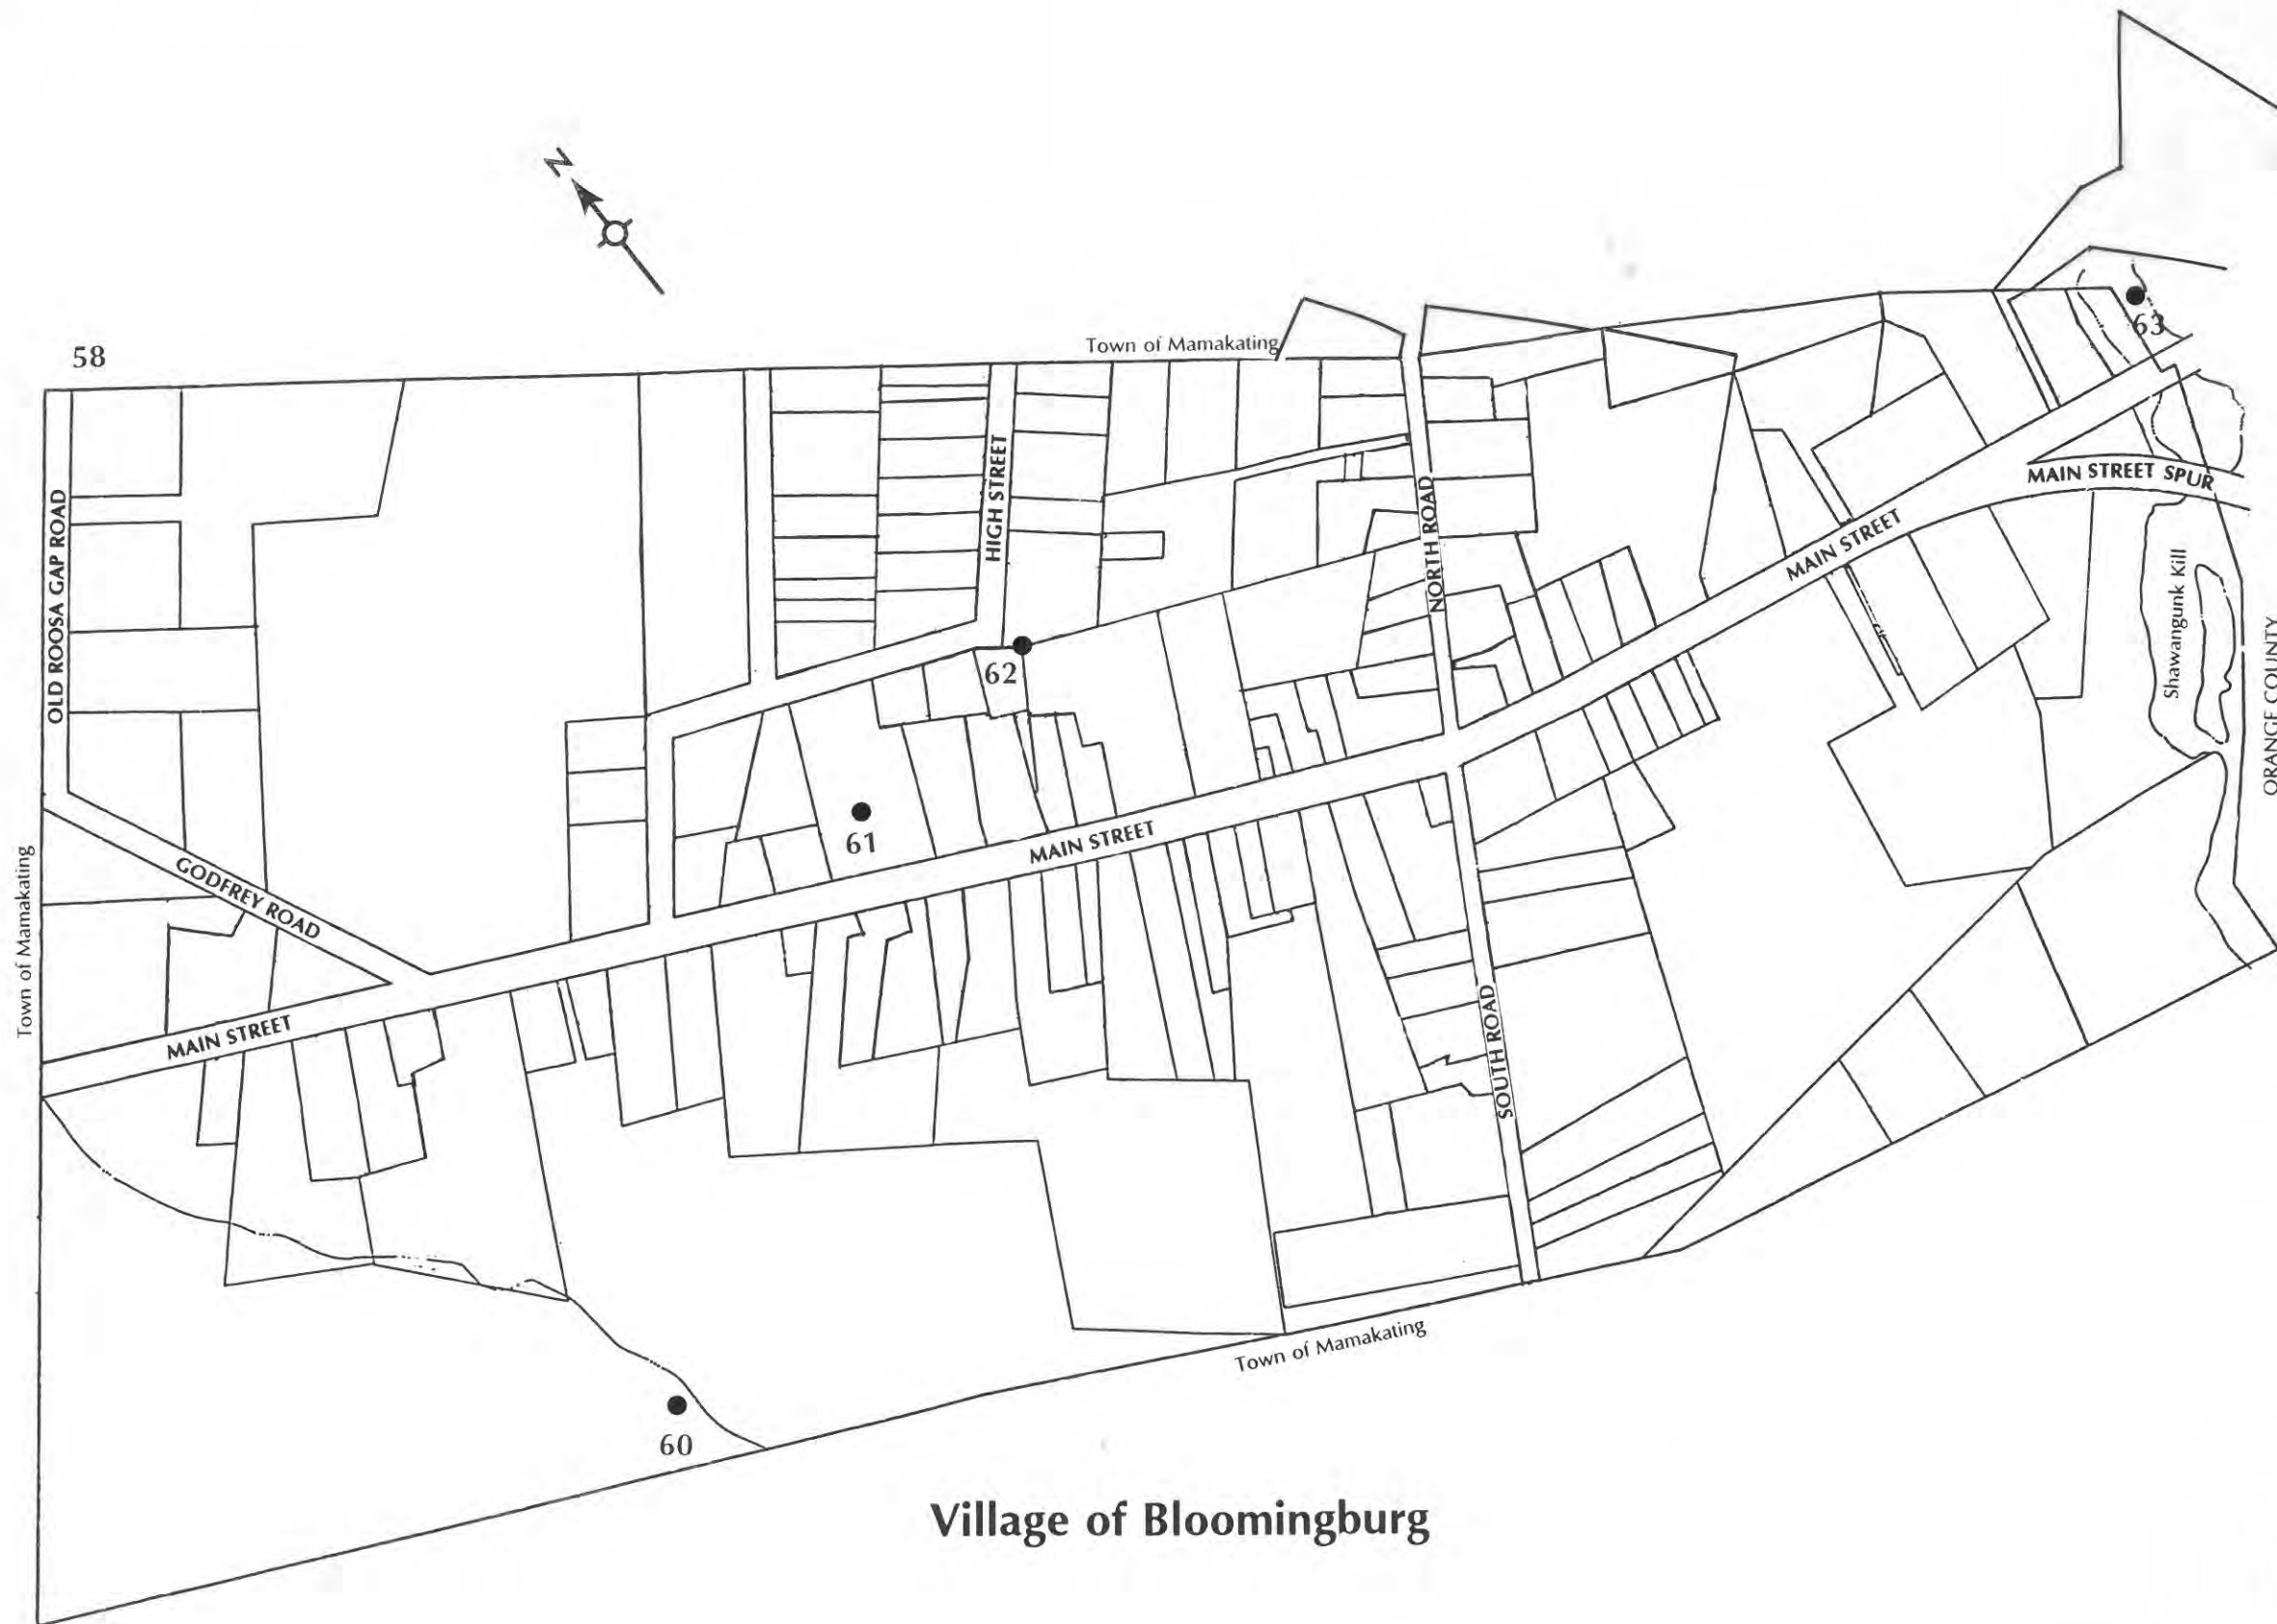 N
Town of Mamakating
58
63
OLD ROOSA GAP ROAD
HIGH STREET
NORTH ROAD
MAIN STREET SPUR
MAIN STREET
Shawangunk Kill
ORANGE COUNTY
62
61
MAIN STREET
GODFREY ROAD
Town of Mamakating
MAIN STREET
SOUTH ROAD
Town of Mamakating
60
Village of Bloomingburg